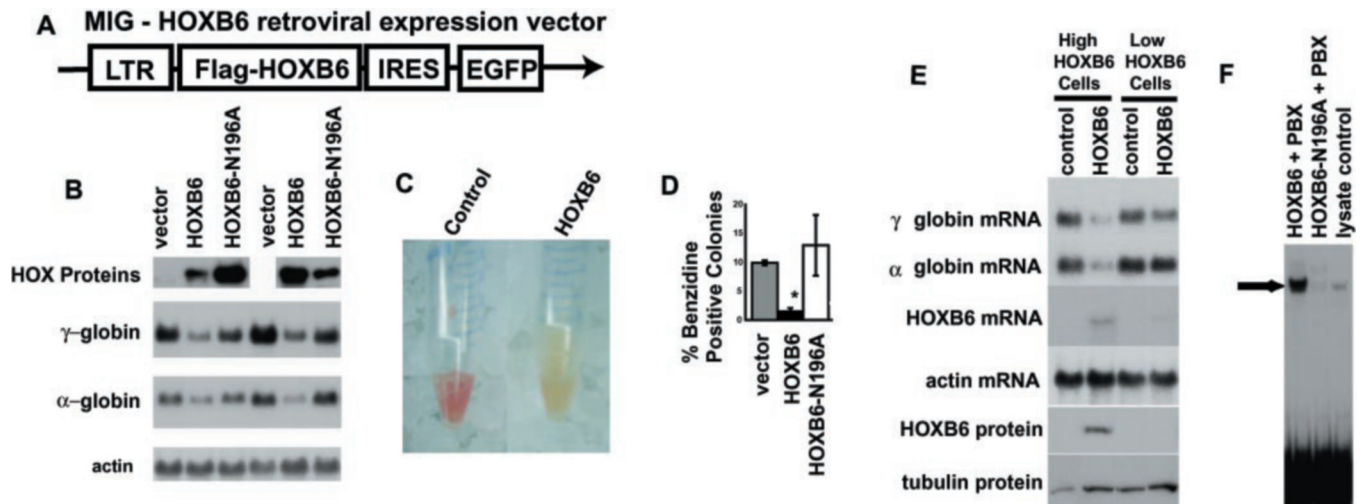 A
MIG - HOXB6 retroviral expression vector
LTR
Flag-HOXB6
IRES
EGFP
B
vector
HOXB6
HOXB6-N196A
vector
HOXB6
HOXB6-N196A
HOX Proteins
γ-globin
α-globin
actin
C
Control
HOXB6
D
% Benzidine
Positive Colonies
20
15
10
5
0
*
vector
HOXB6
HOXB6-N196A
E
High
HOXB6
Cells
Low
HOXB6
Cells
control
HOXB6
control
HOXB6
γ globin mRNA
α globin mRNA
HOXB6 mRNA
actin mRNA
HOXB6 protein
tubulin protein
F
HOXB6 + PBX
HOXB6-N196A + PBX
lysate control